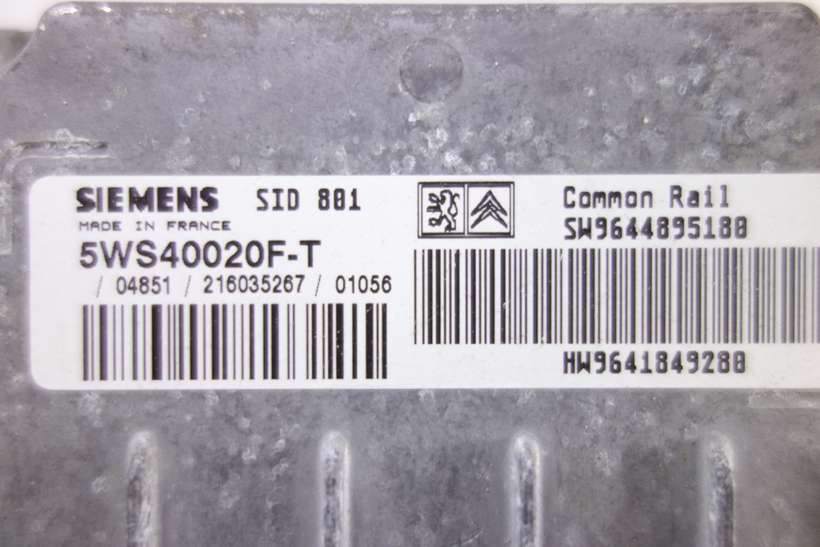 SIEMENS SID 801
MADE IN FRANCE
5WS40020F-T
/ 04851 / 216035267 / 01056
Common Rail
SW9644895180
HW9641849280